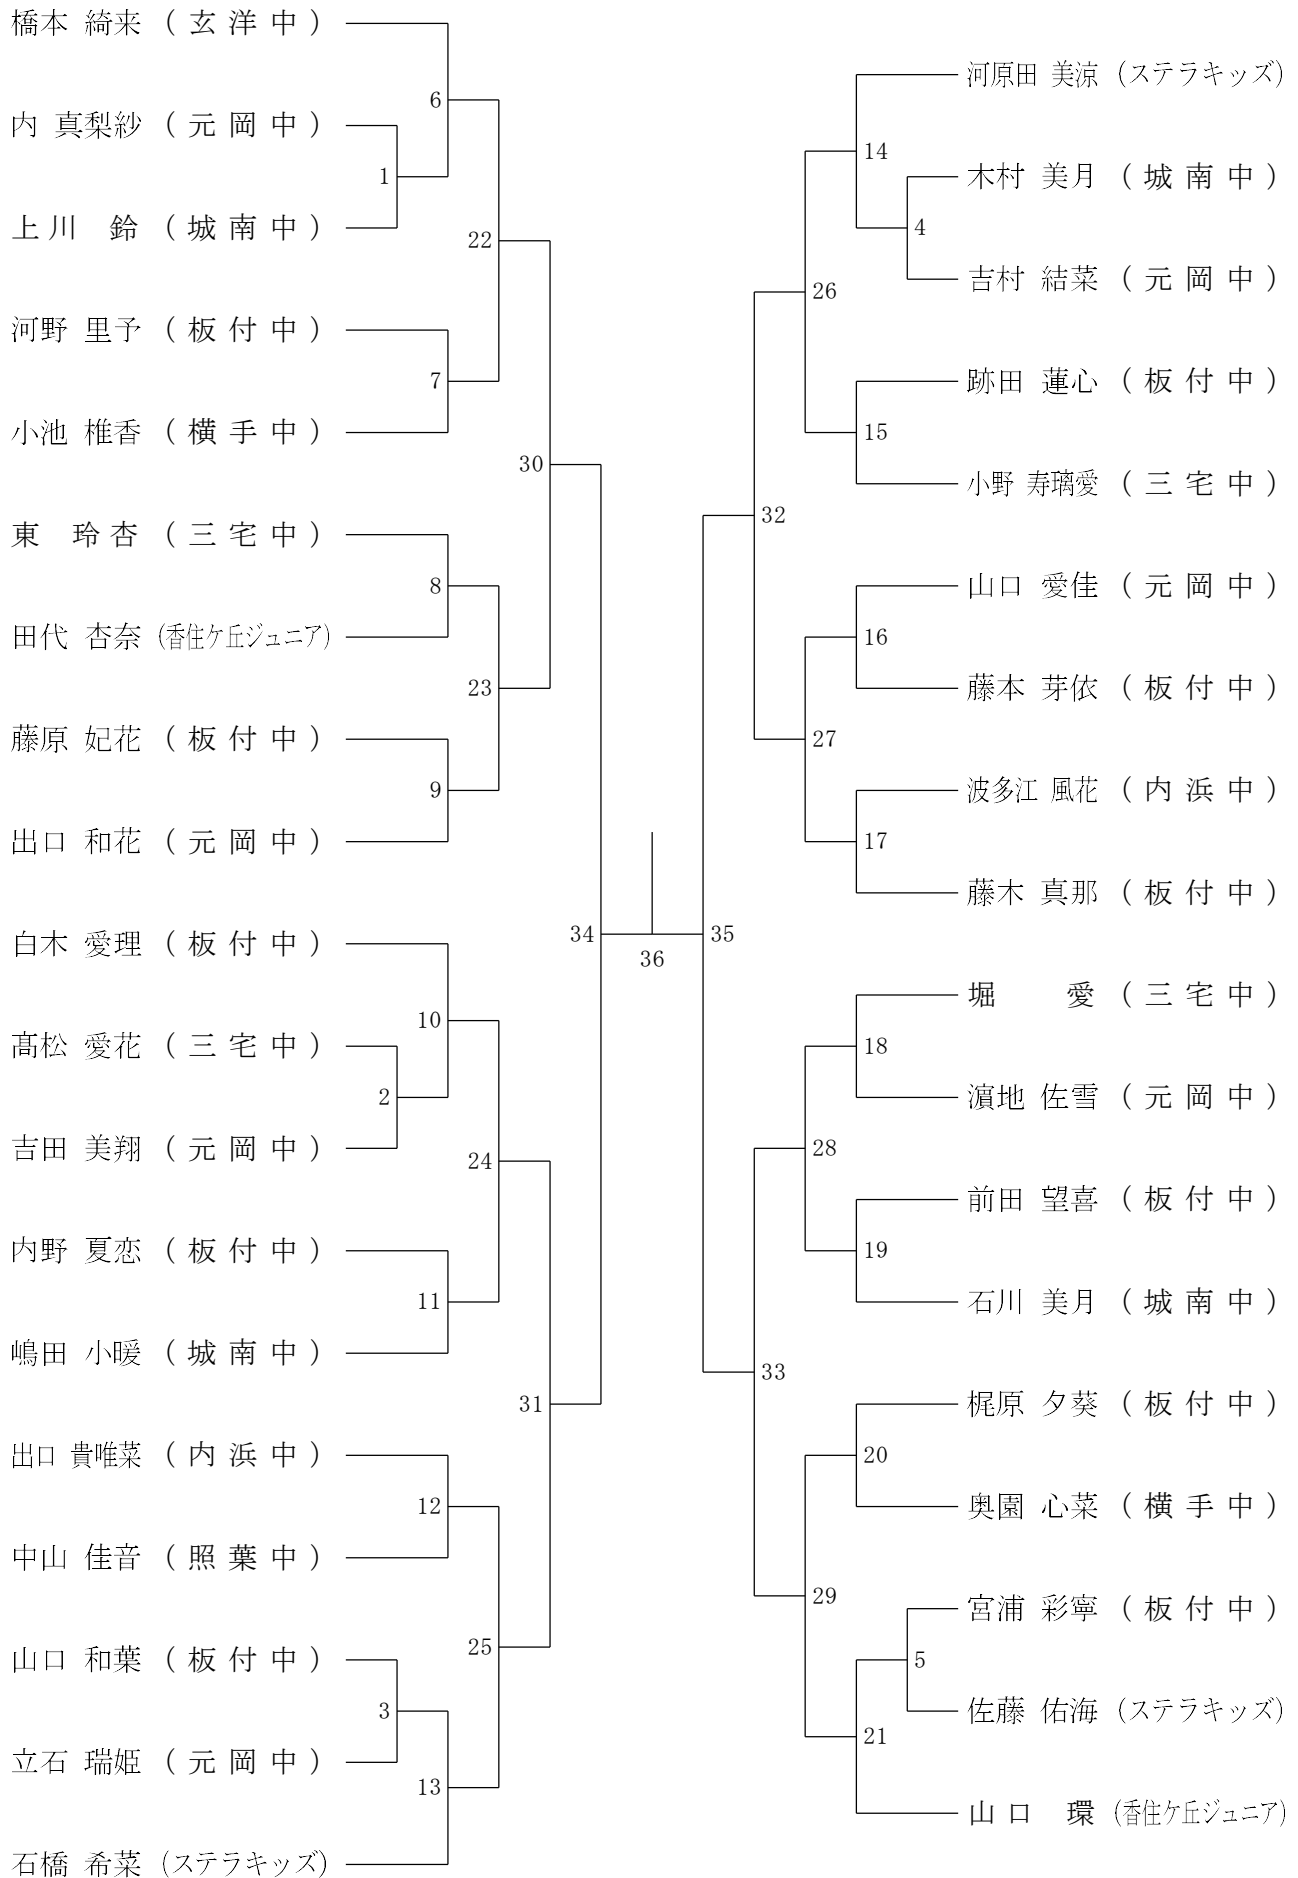 橋本 綺来 ( 玄 洋 中 )
6
内 真梨紗 ( 元 岡 中 )
1
上 川 鈴 ( 城 南 中 )
22
河野 里予 ( 板 付 中 )
7
小池 椎香 ( 横 手 中 )
30
東 玲 杏 ( 三 宅 中 )
8
田代 杏奈 (香住ケ丘ジュニア)
23
藤原 妃花 ( 板 付 中 )
9
出口 和花 ( 元 岡 中 )
34
白木 愛理 ( 板 付 中 )
10
髙松 愛花 ( 三 宅 中 )
2
吉田 美翔 ( 元 岡 中 )
24
内野 夏恋 ( 板 付 中 )
11
嶋田 小暖 ( 城 南 中 )
31
出口 貴唯菜 ( 内 浜 中 )
12
中山 佳音 ( 照 葉 中 )
25
山口 和葉 ( 板 付 中 )
3
立石 瑞姫 ( 元 岡 中 )
13
石橋 希菜 (ステラキッズ)
36
河原田 美涼 (ステラキッズ)
14
木村 美月 ( 城 南 中 )
4
吉村 結菜 ( 元 岡 中 )
26
跡田 蓮心 ( 板 付 中 )
15
小野 寿璃愛 ( 三 宅 中 )
32
山口 愛佳 ( 元 岡 中 )
16
藤本 芽依 ( 板 付 中 )
27
波多江 風花 ( 内 浜 中 )
17
藤木 真那 ( 板 付 中 )
35
堀 愛 ( 三 宅 中 )
18
濵地 佐雪 ( 元 岡 中 )
28
前田 望喜 ( 板 付 中 )
19
石川 美月 ( 城 南 中 )
33
梶原 夕葵 ( 板 付 中 )
20
奥園 心菜 ( 横 手 中 )
29
宮浦 彩寧 ( 板 付 中 )
5
佐藤 佑海 (ステラキッズ)
21
山 口 環 (香住ケ丘ジュニア)